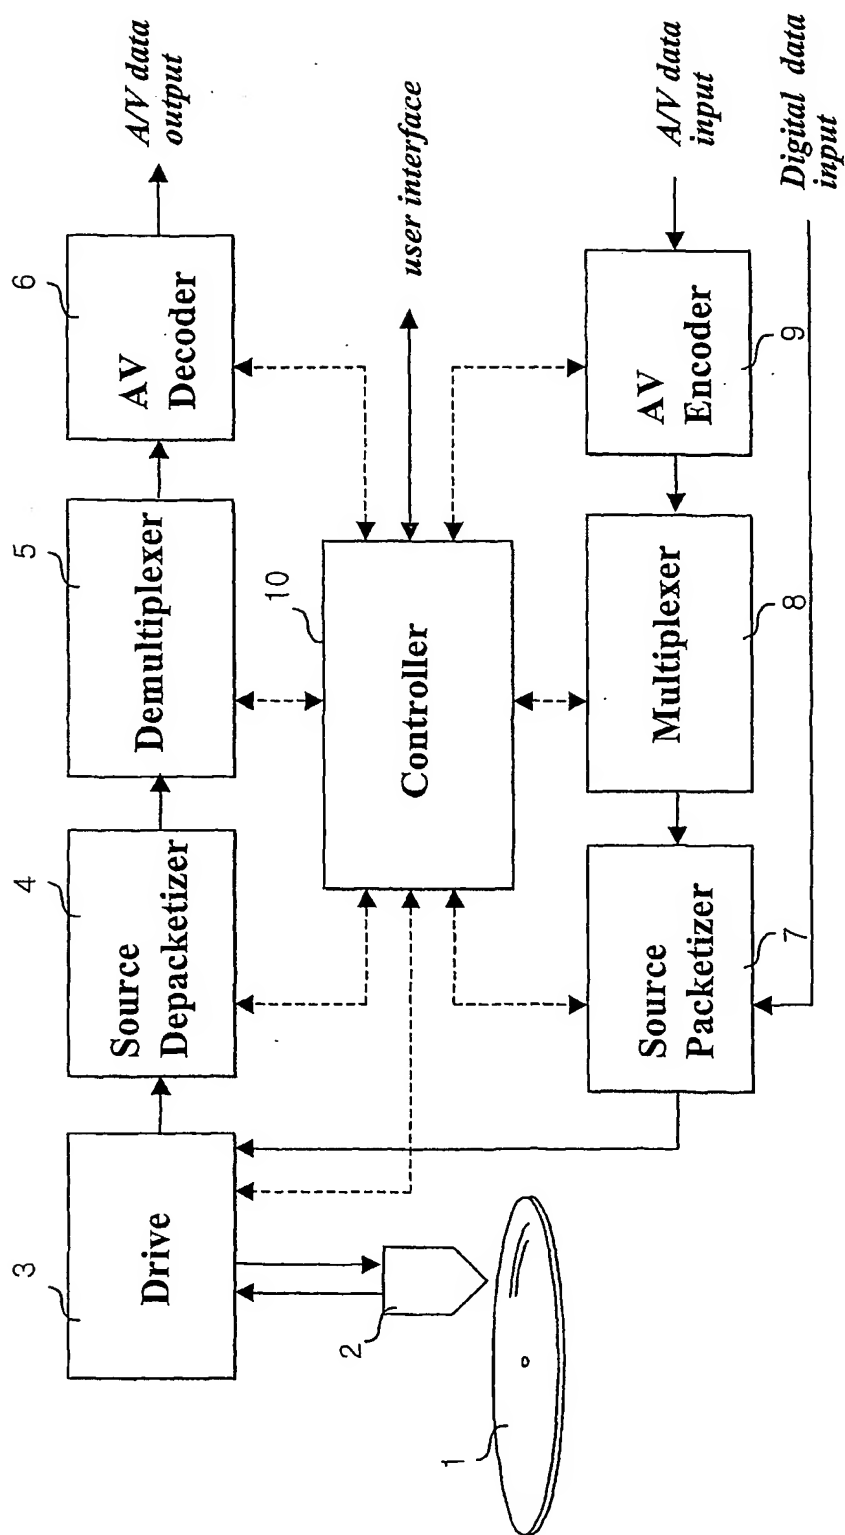 3
Drive
4
Source
Depacketizer
5
Demultiplexer
6
AV
Decoder
A/V data
output
2
1
10
Controller
user interface
Source
Packetizer
7
Multiplexer
8
AV
Encoder
9
A/V data
input
Digital data
input